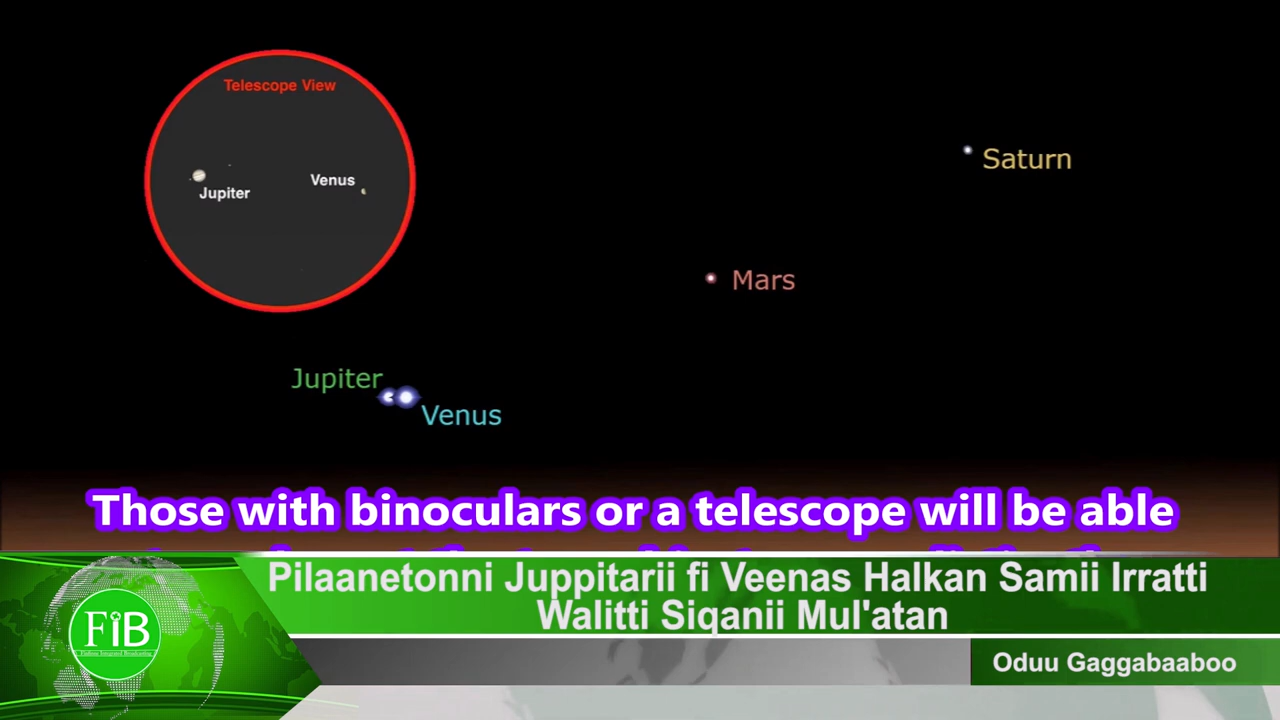 Telescope View
Jupiter
Venus
Saturn
Mars
Jupiter
Venus
Those with binoculars or a telescope will be able
Pilaanetonni Juppitarii fi Veenas Halkan Samii Irratti
Walitti Siqanii Mul'atan
FIB
Oduu Gaggabaaboo